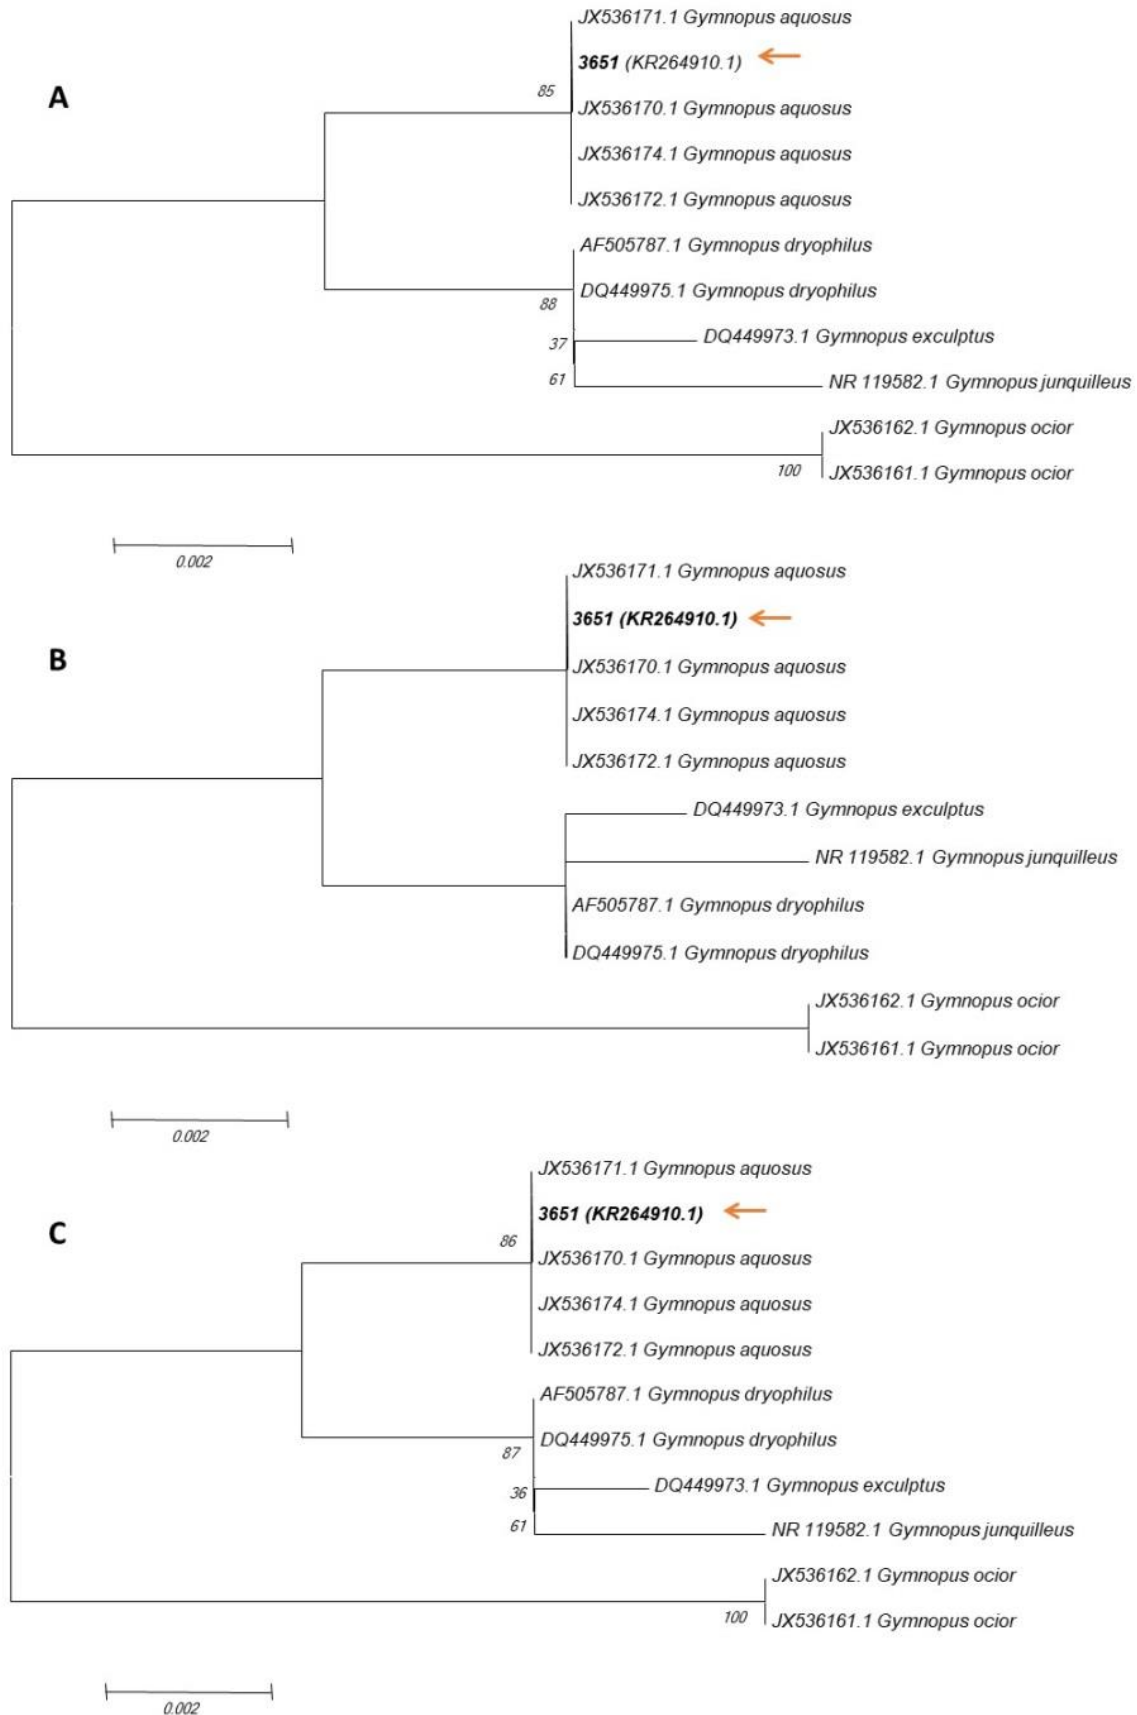 JX536171.1 Gymnopus aquosus
3651 (KR264910.1)
A
85
JX536170.1 Gymnopus aquosus
JX536174.1 Gymnopus aquosus
JX536172.1 Gymnopus aquosus
AF505787.1 Gymnopus dryophilus
DQ449975.1 Gymnopus dryophilus
88
DQ449973.1 Gymnopus exculptus
37
61
NR 119582.1 Gymnopus junquilleus
JX536162.1 Gymnopus ocior
100
JX536161.1 Gymnopus ocior
0.002
JX536171.1 Gymnopus aquosus
3651 (KR264910.1)
B
JX536170.1 Gymnopus aquosus
JX536174.1 Gymnopus aquosus
JX536172.1 Gymnopus aquosus
DQ449973.1 Gymnopus exculptus
NR 119582.1 Gymnopus junquilleus
AF505787.1 Gymnopus dryophilus
DQ449975.1 Gymnopus dryophilus
JX536162.1 Gymnopus ocior
JX536161.1 Gymnopus ocior
0.002
JX536171.1 Gymnopus aquosus
3651 (KR264910.1)
C
86
JX536170.1 Gymnopus aquosus
JX536174.1 Gymnopus aquosus
JX536172.1 Gymnopus aquosus
AF505787.1 Gymnopus dryophilus
DQ449975.1 Gymnopus dryophilus
87
DQ449973.1 Gymnopus exculptus
36
61
NR 119582.1 Gymnopus junquilleus
JX536162.1 Gymnopus ocior
100
JX536161.1 Gymnopus ocior
0.002